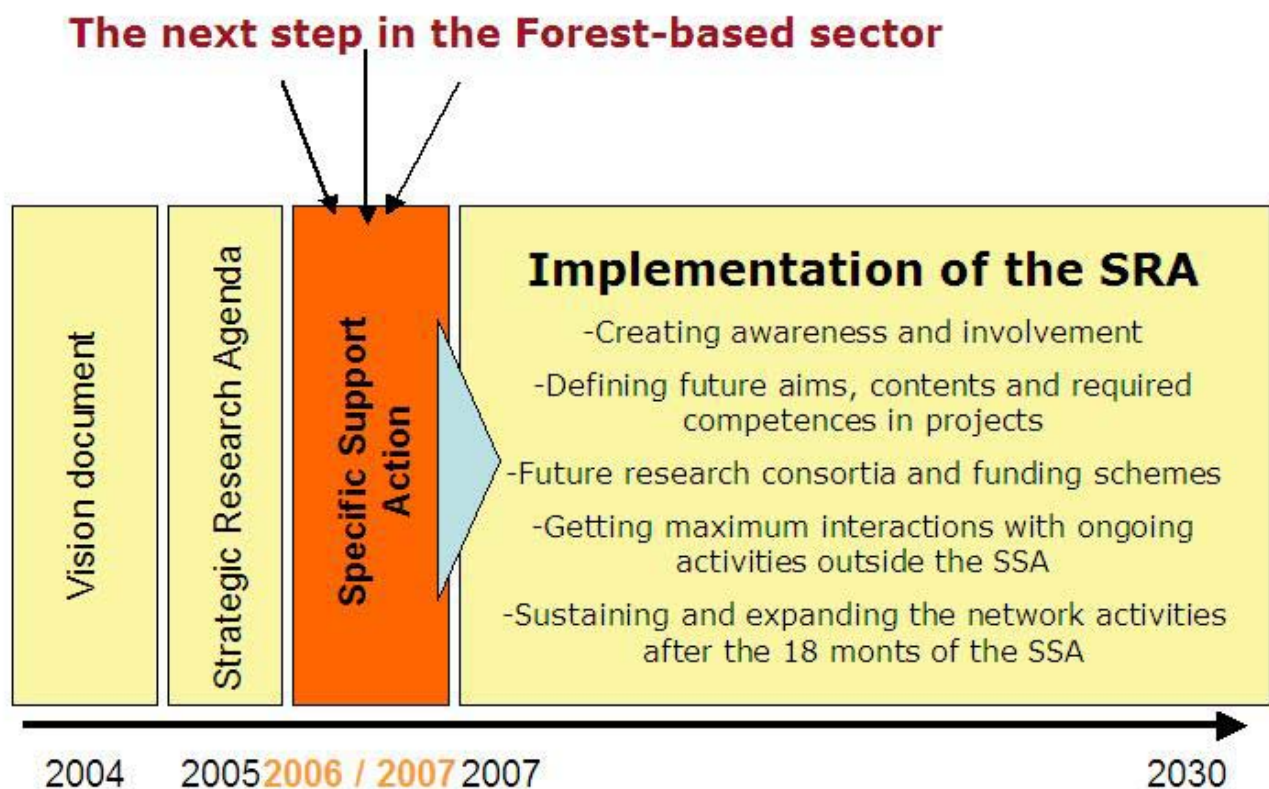 The next step in the Forest-based sector
Vision document
Strategic Research Agenda
Specific Support
Action
Implementation of the SRA
-Creating awareness and involvement
-Defining future aims, contents and required
competences in projects
-Future research consortia and funding schemes
-Getting maximum interactions with ongoing
activities outside the SSA
-Sustaining and expanding the network activities
after the 18 monts of the SSA
2004 2005 2006 / 2007 2007 2030